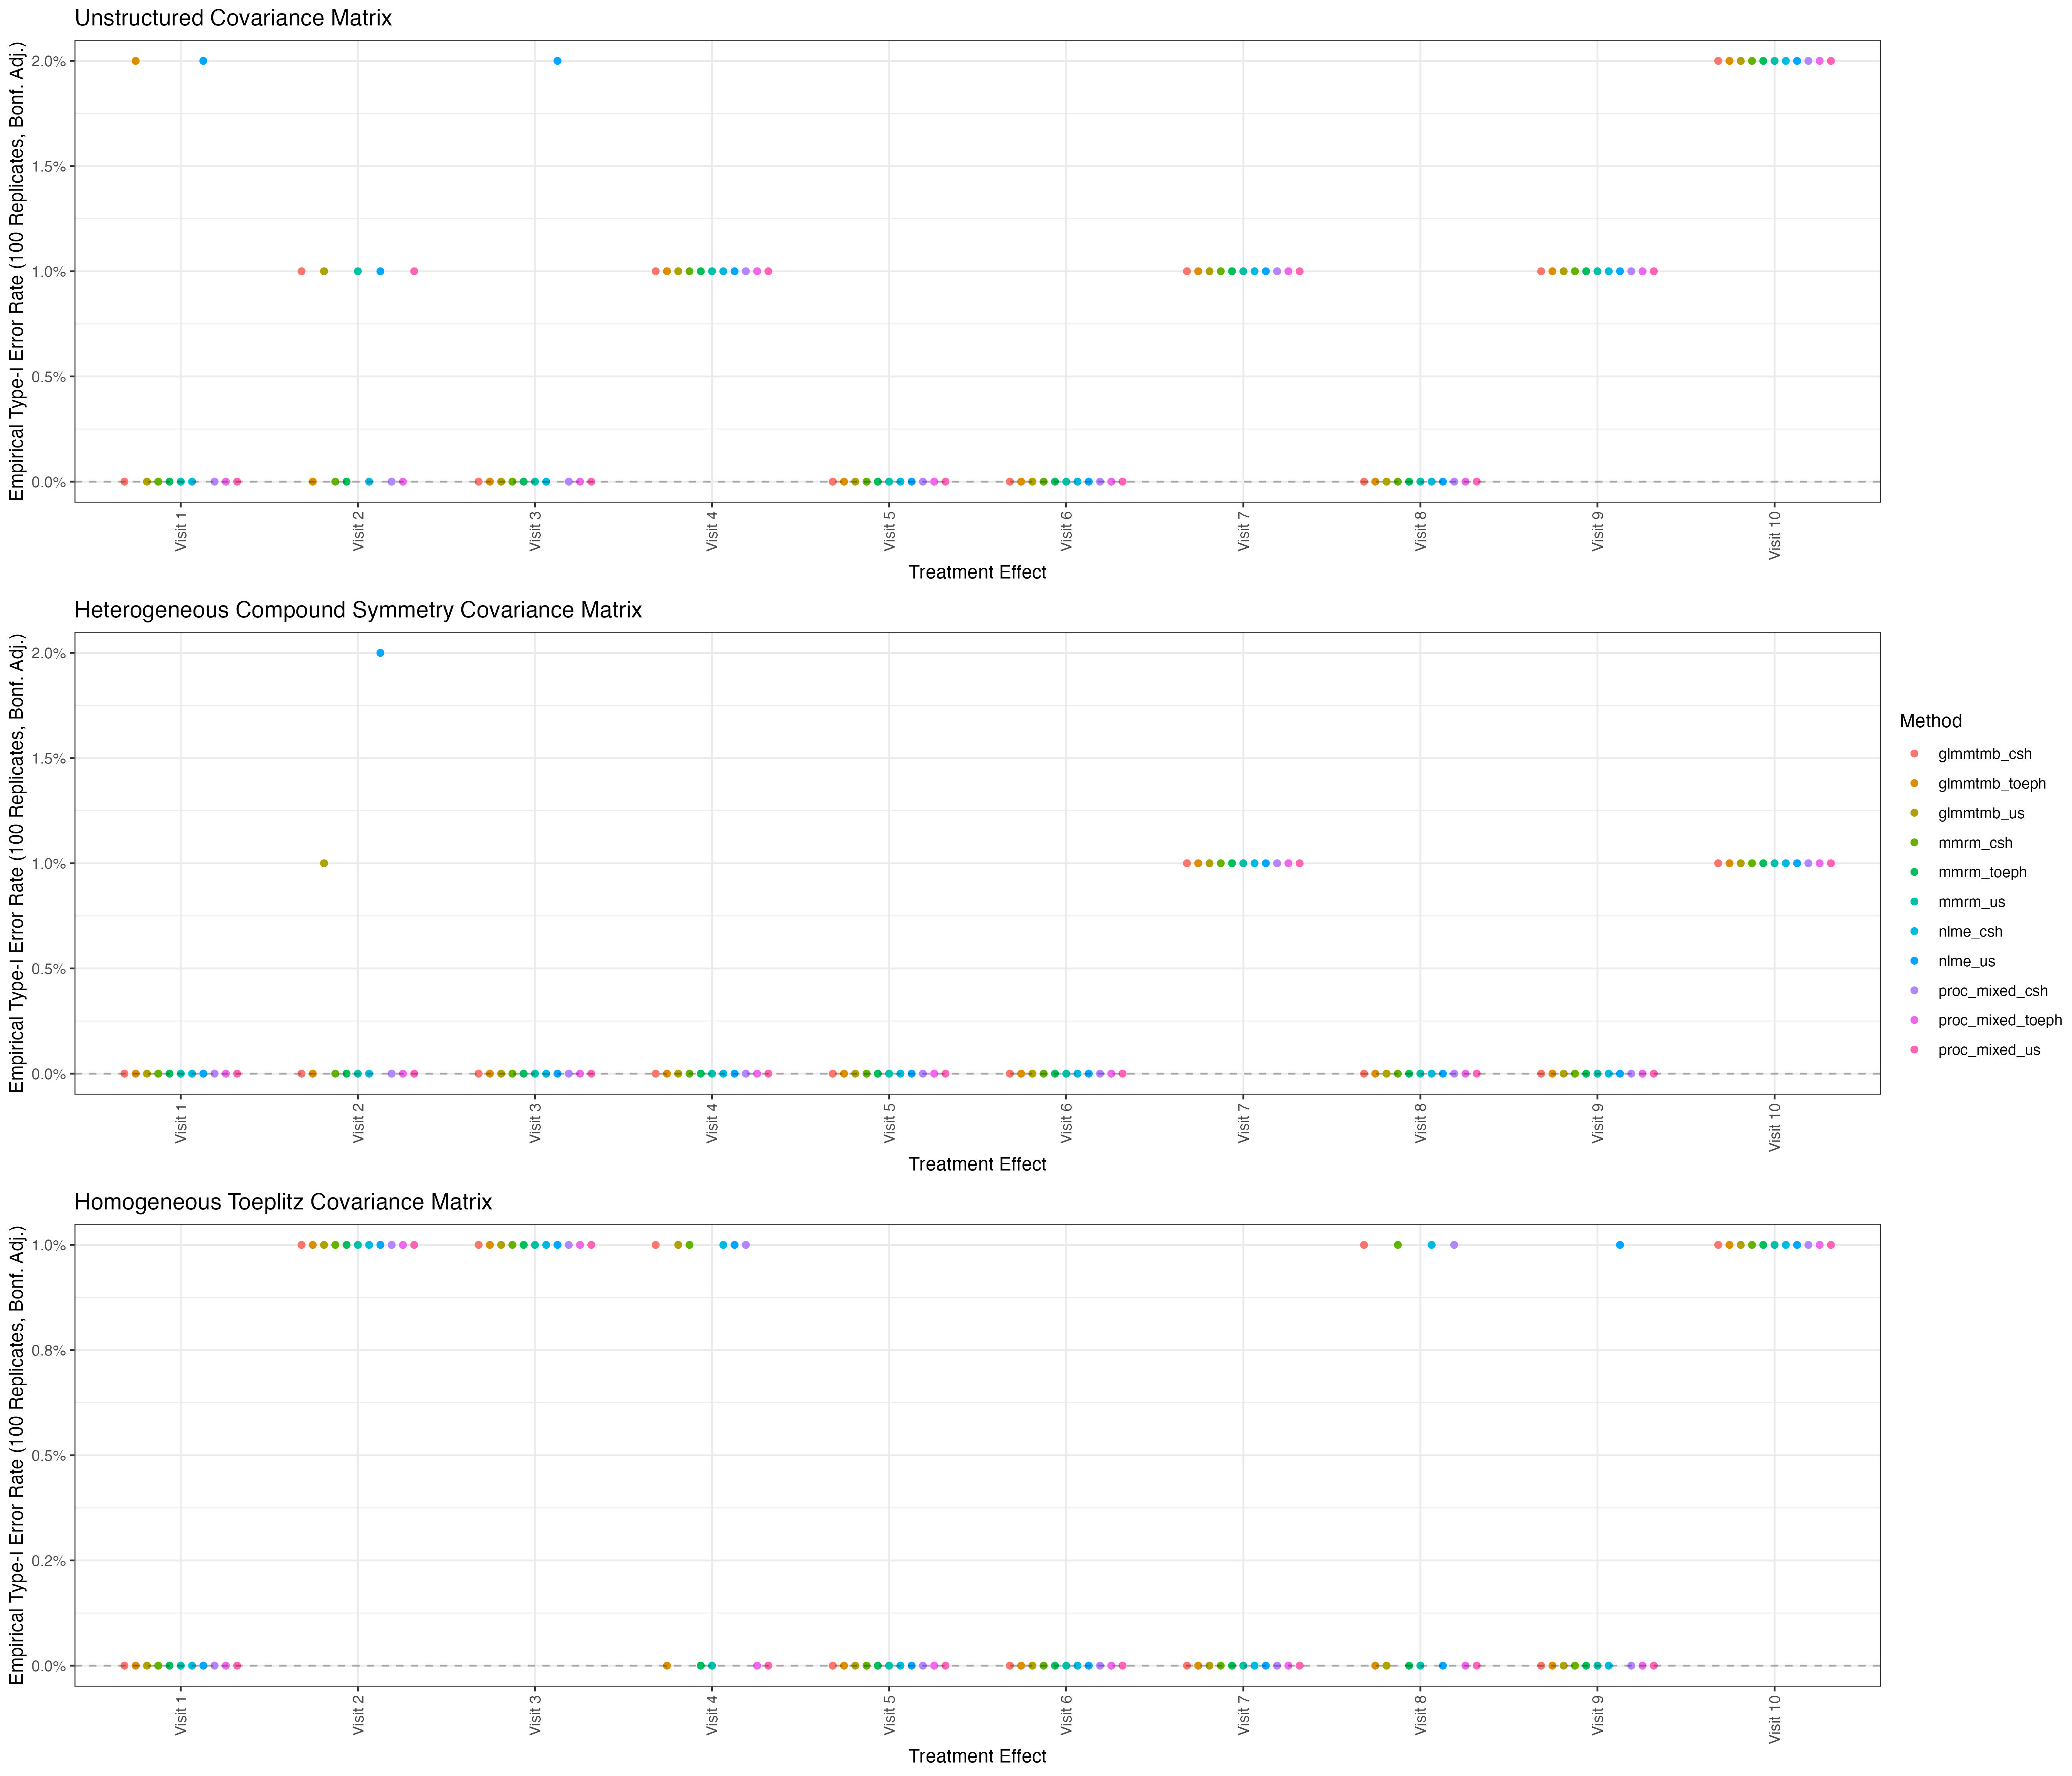 Unstructured Covariance Matrix
Empirical Type-I Error Rate (100 Replicates, Bonf. Adj.)
2.0%
1.5%
1.0%
0.5%
0.0%
Visit 1
Visit 2
Visit 3
Visit 4
Visit 5
Visit 6
Visit 7
Visit 8
Visit 9
Visit 10
Treatment Effect
Heterogeneous Compound Symmetry Covariance Matrix
Empirical Type-I Error Rate (100 Replicates, Bonf. Adj.)
2.0%
1.5%
1.0%
0.5%
0.0%
Visit 1
Visit 2
Visit 3
Visit 4
Visit 5
Visit 6
Visit 7
Visit 8
Visit 9
Visit 10
Treatment Effect
Method
glmmtmb_csh
glmmtmb_toeph
glmmtmb_us
mmrm_csh
mmrm_toeph
mmrm_us
nlme_csh
nlme_us
proc_mixed_csh
proc_mixed_toeph
proc_mixed_us
Homogeneous Toeplitz Covariance Matrix
Empirical Type-I Error Rate (100 Replicates, Bonf. Adj.)
1.0%
0.8%
0.5%
0.2%
0.0%
Visit 1
Visit 2
Visit 3
Visit 4
Visit 5
Visit 6
Visit 7
Visit 8
Visit 9
Visit 10
Treatment Effect